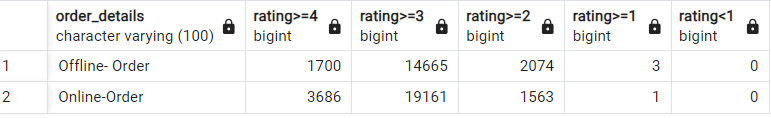 order_details rating>=4 rating>=3 rating>=2 rating>=1 rating<1
character varying (100) bigint bigint bigint bigint bigint
1 Offline- Order 1700 14665 2074 3 0
2 Online-Order 3686 19161 1563 1 0